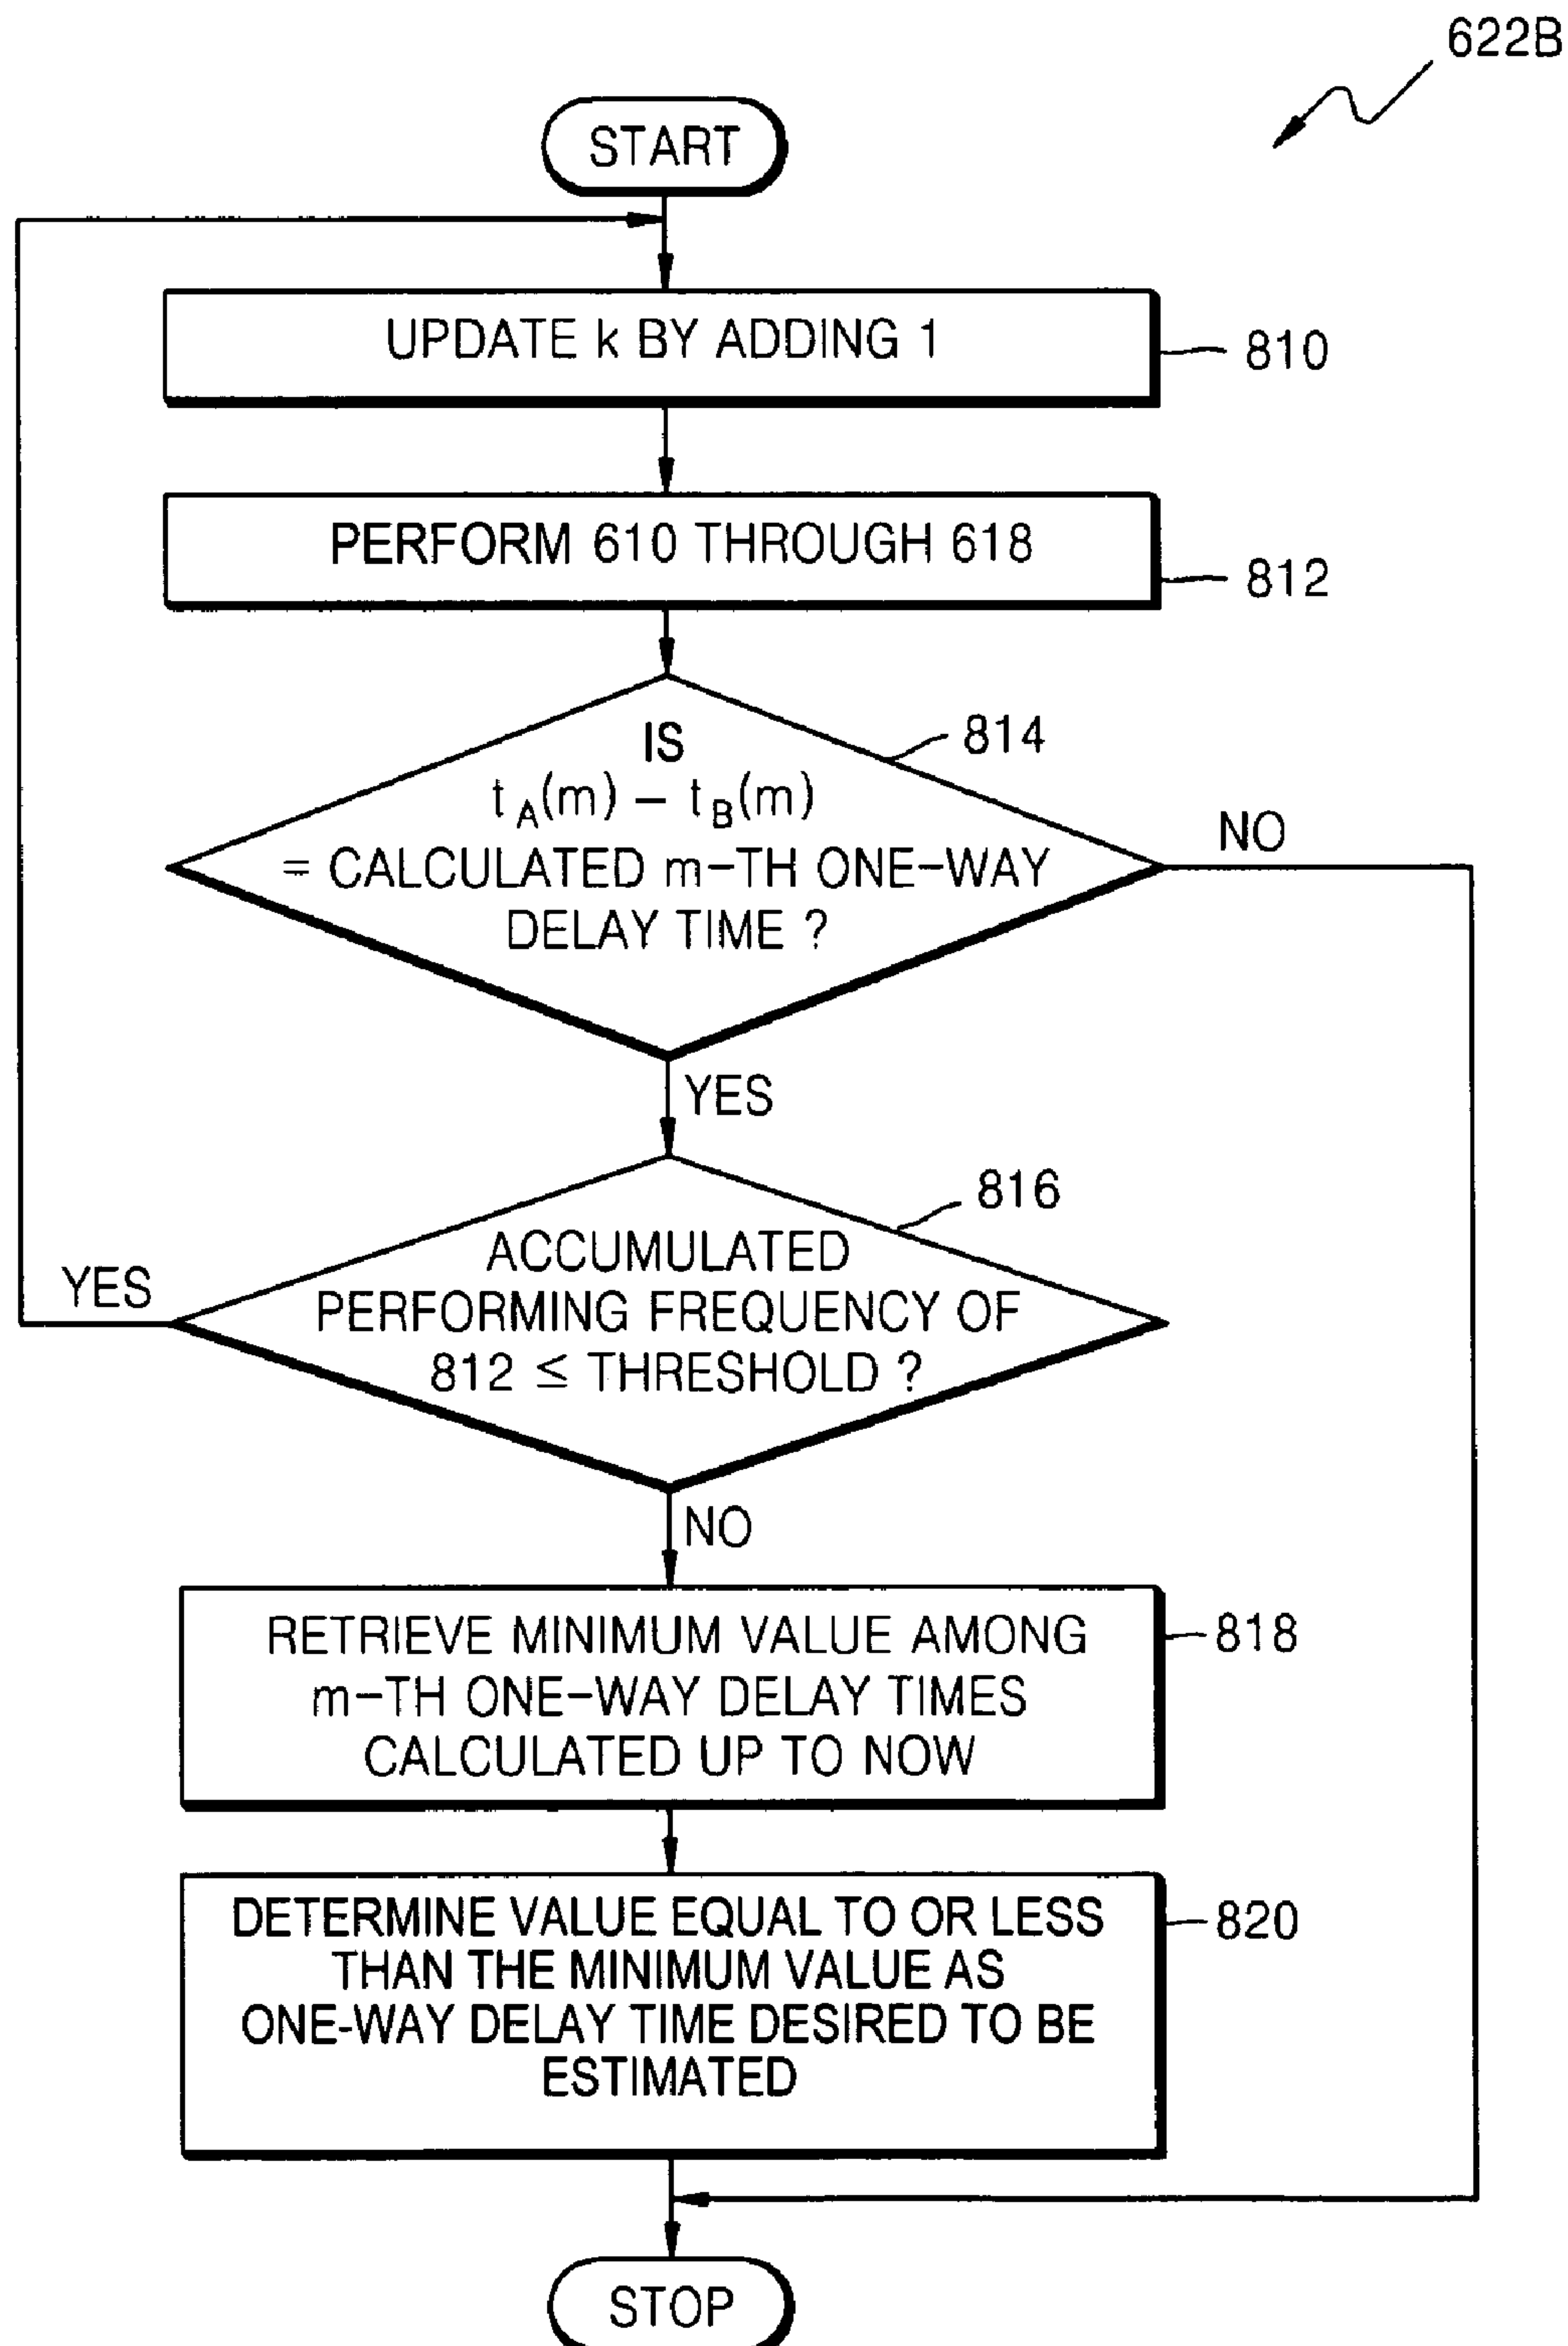 622B
START
UPDATE k BY ADDING 1
810
PERFORM 610 THROUGH 618
812
IS
814
t A(m) – t B(m)
= CALCULATED m-TH ONE-WAY
DELAY TIME ?
NO
YES
816
ACCUMULATED
PERFORMING FREQUENCY OF
812 ≤ THRESHOLD ?
YES
NO
RETRIEVE MINIMUM VALUE AMONG
m-TH ONE-WAY DELAY TIMES
CALCULATED UP TO NOW
818
DETERMINE VALUE EQUAL TO OR LESS
THAN THE MINIMUM VALUE AS
ONE-WAY DELAY TIME DESIRED TO BE
ESTIMATED
820
STOP